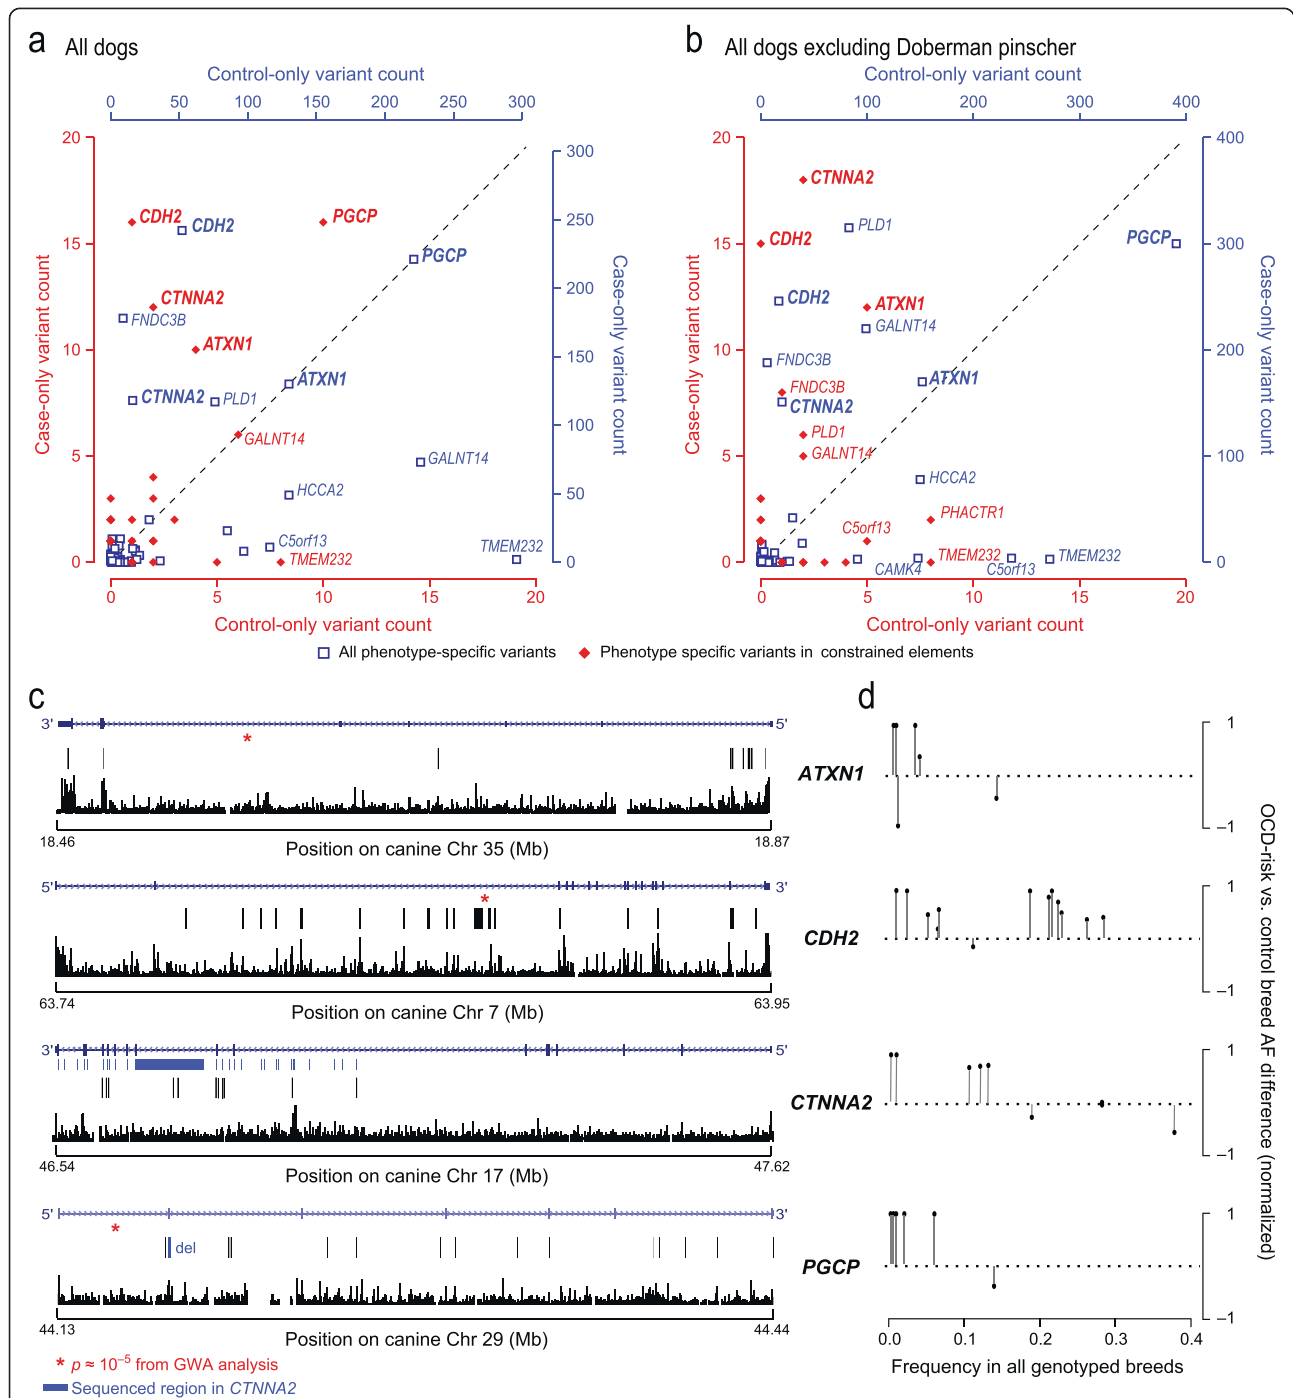 a All dogs
Control-only variant count
0 50 100 150 200 250 300
20
15
10
5
0
Case-only variant count
300
250
200
150
100
50
0
Case-only variant count
CDH2
CDH2
PGCP
PGCP
CTNNA2
FNDC3B
ATXN1
ATXN1
CTNNA2
PLD1
GALNT14
GALNT14
HCCA2
C5orf13
TMEM232
TMEM232
0 5 10 15 20
Control-only variant count
b All dogs excluding Doberman pinscher
Control-only variant count
0 100 200 300 400
20
15
10
5
0
Case-only variant count
400
300
200
100
0
Case-only variant count
CTNNA2
PLD1
CDH2
PGCP
CDH2
ATXN1
GALNT14
FNDC3B
ATXN1
FNDC3B
CTNNA2
PLD1
GALNT14
HCCA2
PHACTR1
C5orf13
TMEM232
TMEM232
CAMK4
C5orf13
0 5 10 15 20
Control-only variant count
All phenotype-specific variants
Phenotype specific variants in constrained elements
c
3' 5'
*
18.46 18.87
Position on canine Chr 35 (Mb)
5' 3'
*
63.74 63.95
Position on canine Chr 7 (Mb)
3' 5'
46.54 47.62
Position on canine Chr 17 (Mb)
5' 3'
*
del
44.13 44.44
Position on canine Chr 29 (Mb)
* p ≈ 10⁻⁵ from GWA analysis
Sequenced region in CTNNA2
d
ATXN1
1
–1
CDH2
1
–1
CTNNA2
1
–1
PGCP
1
–1
OCD-risk vs. control breed AF difference (normalized)
0.0 0.1 0.2 0.3 0.4
Frequency in all genotyped breeds